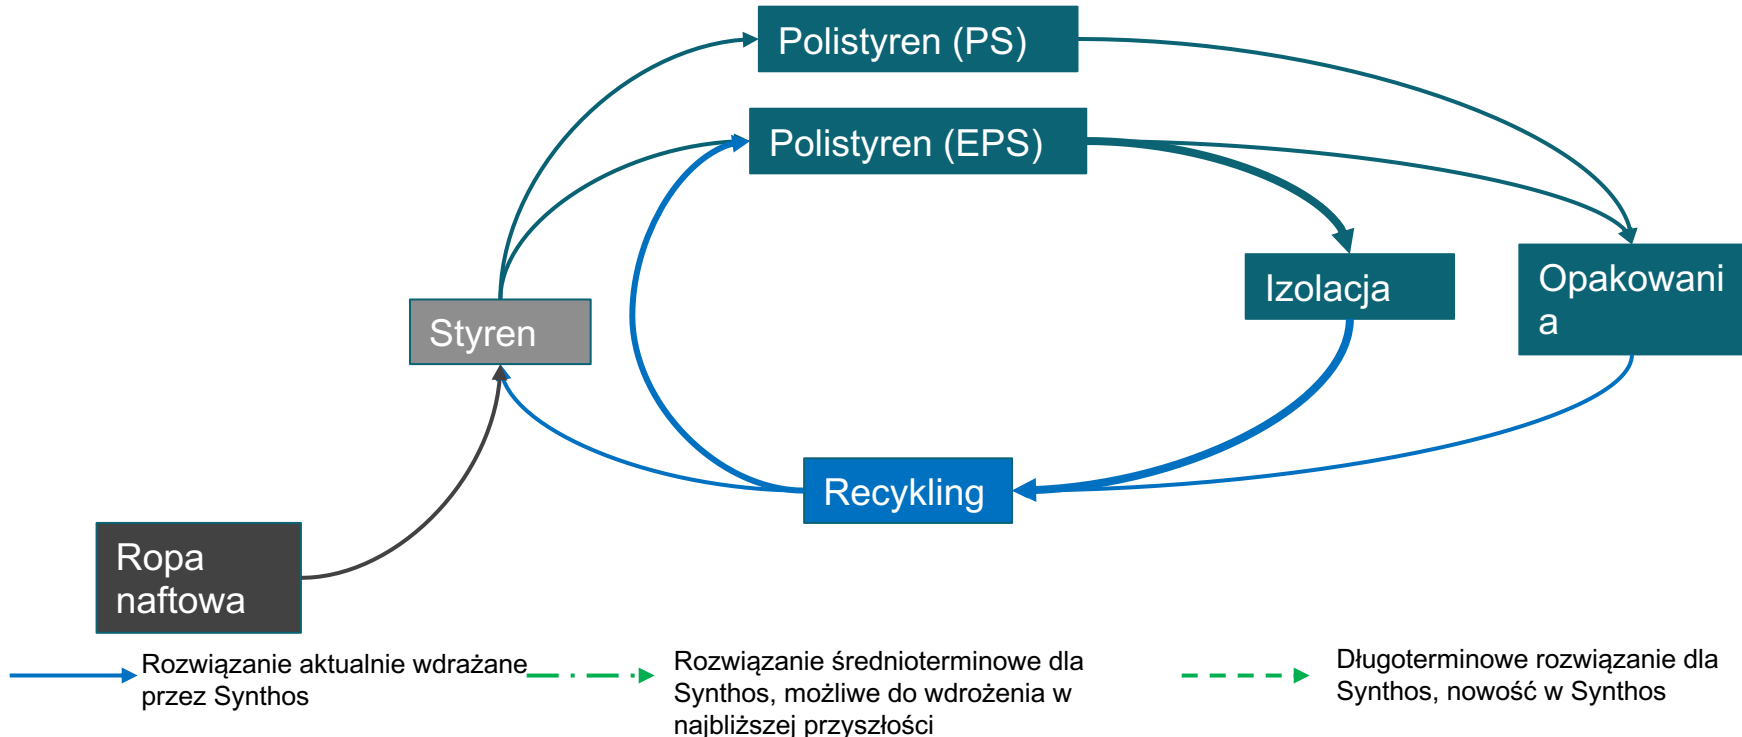 Polistyren (PS)
Polistyren (EPS)
Izolacja
Opakowani
a
Styren
Recykling
Ropa
naftowa
Rozwiązanie aktualnie wdrażane
przez Synthos
Rozwiązanie średnioterminowe dla
Synthos, możliwe do wdrożenia w
najbliższej przyszłości
Długoterminowe rozwiązanie dla
Synthos, nowość w Synthos